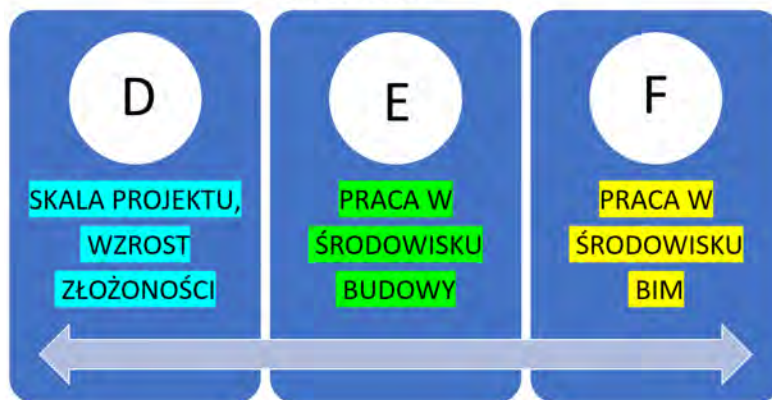 D
SKALA PROJEKTU,
WZROST
ZŁOŻONOŚCI
E
PRACA W
ŚRODOWISKU
BUDOWY
F
PRACA W
ŚRODOWISKU
BIM